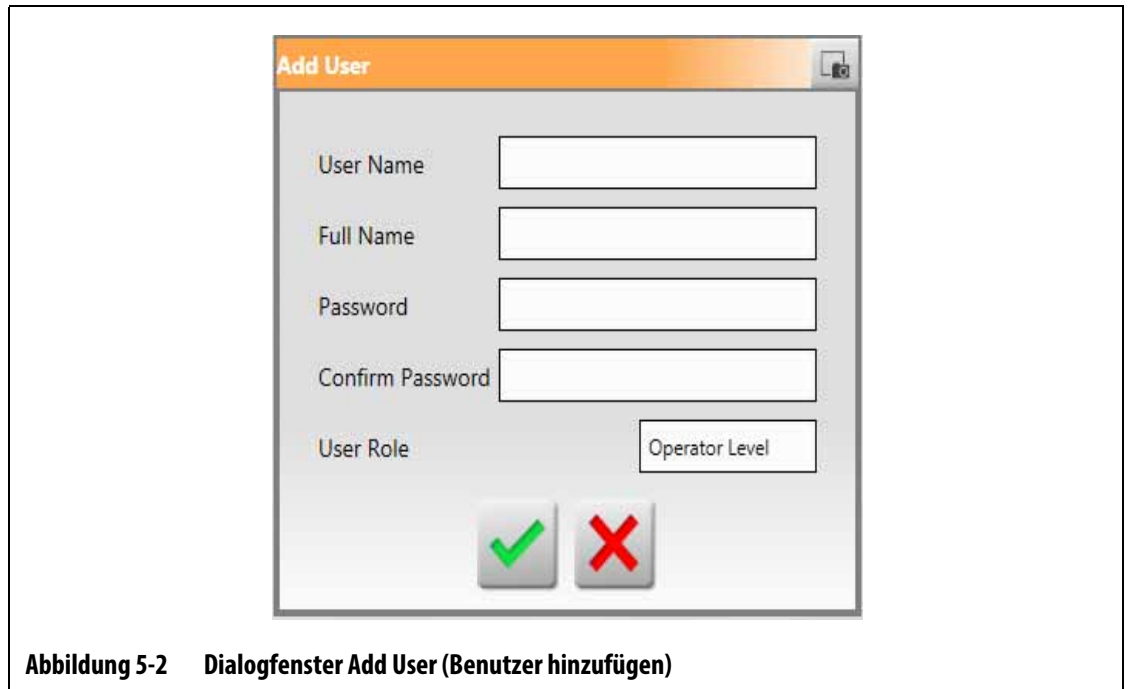 Add User
User Name
Full Name
Password
Confirm Password
User Role
Operator Level
Abbildung 5-2 Dialogfenster Add User (Benutzer hinzufügen)